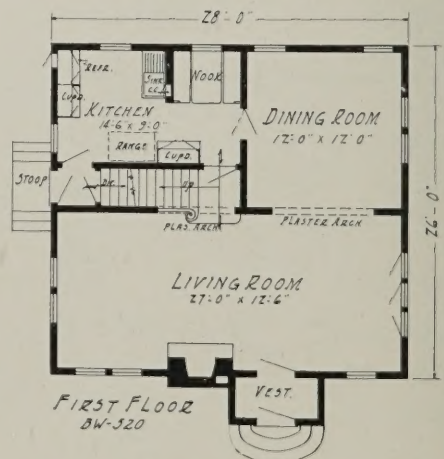 28'-0"
REFR.
SINK
NOOK
CUPD.
KITCHEN
14'-6" X 9'-0"
DINING ROOM
12'-0" X 12'-0"
RANGE
CUPD.
STOOP
DN.
UP
26'-0"
PLAS. ARCH
PLASTER ARCH
LIVING ROOM
27'-0" X 12'-6"
VEST.
FIRST FLOOR
BW-520